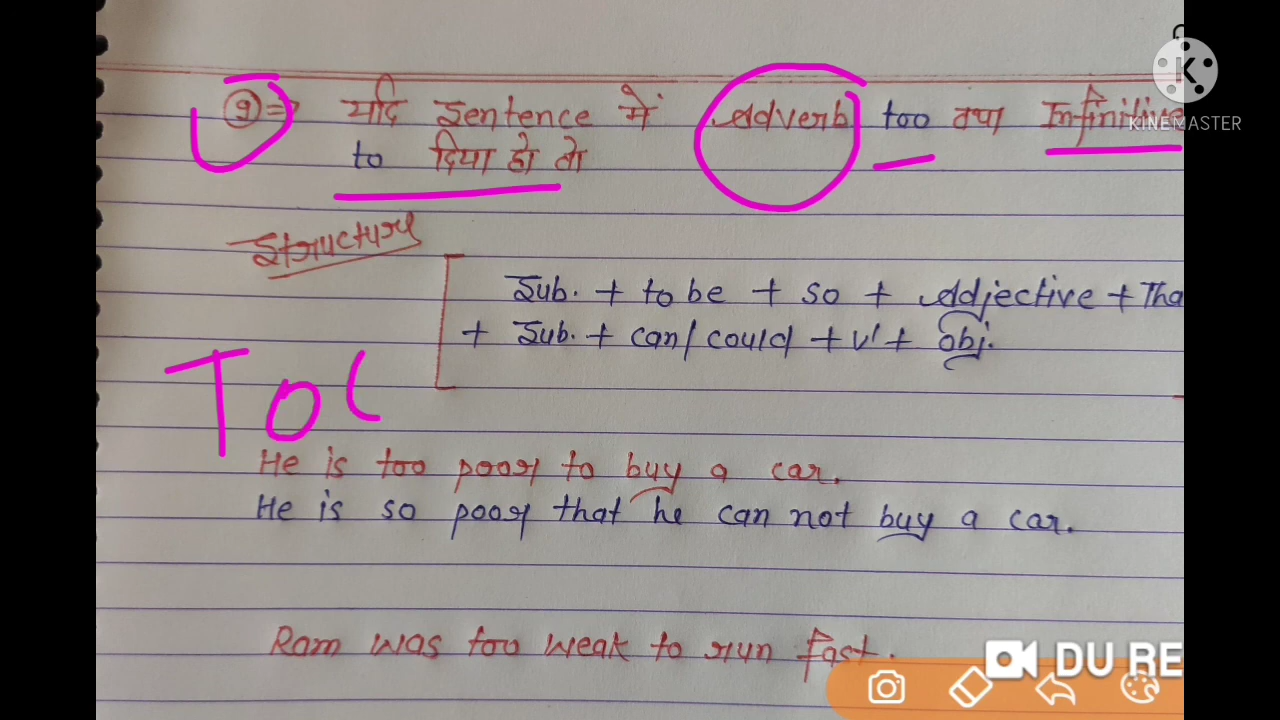 ① => यदि Sentence में Adverb too तथा Infinitive
to दिया हो तो
Structure
Sub. + to be + so + Adjective + Tha
+ Sub. + can/could + v' + obj.
TO
He is too poor to buy a car.
He is so poor that he can not buy a car.
Ram was too weak to run fast.
KINEMASTER
DU RE